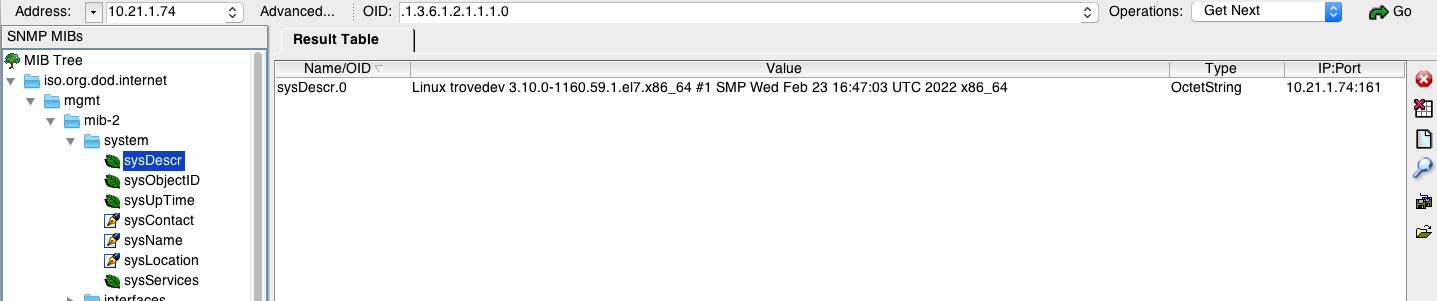 Address: 10.21.1.74 Advanced... OID: .1.3.6.1.2.1.1.1.0 Operations: Get Next Go
SNMP MIBs
MIB Tree
iso.org.dod.internet
mgmt
mib-2
system
sysDescr
sysObjectID
sysUpTime
sysContact
sysName
sysLocation
sysServices
interfaces
Result Table
Name/OID Value Type IP:Port
sysDescr.0 Linux trovedev 3.10.0-1160.59.1.el7.x86_64 #1 SMP Wed Feb 23 16:47:03 UTC 2022 x86_64 OctetString 10.21.1.74:161